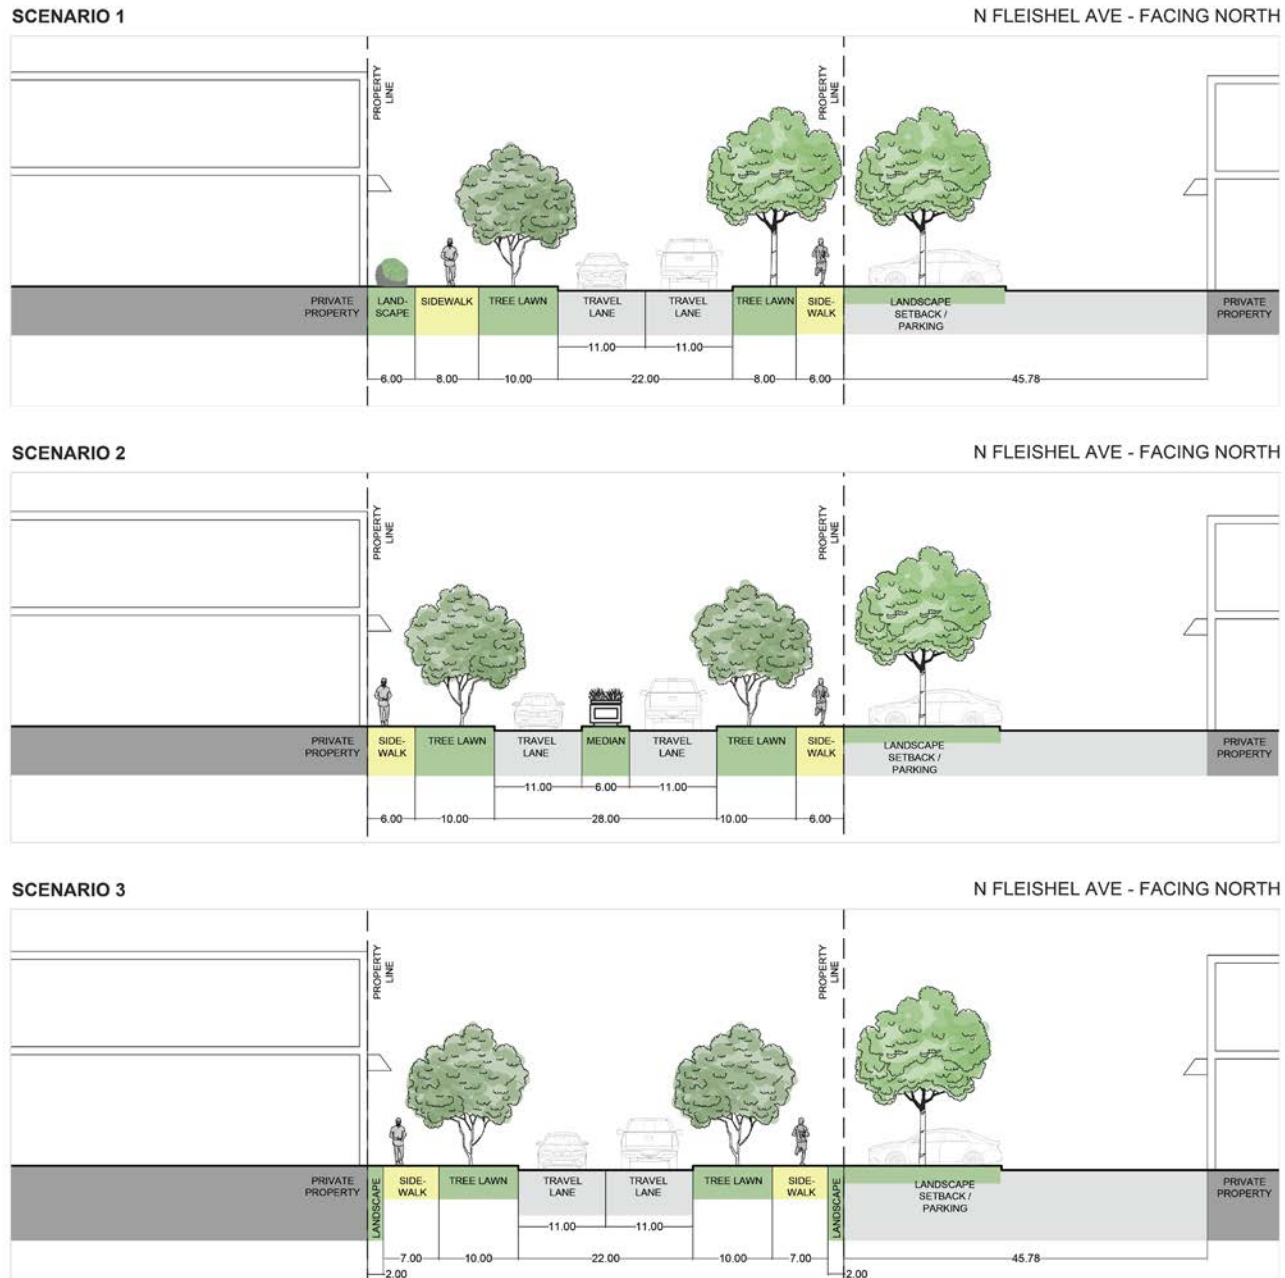 SCENARIO 1
N FLEISHEL AVE - FACING NORTH
PROPERTY
LINE
PROPERTY
LINE
PRIVATE
PROPERTY
LAND-
SCAPE
SIDEWALK
TREE LAWN
TRAVEL
LANE
TRAVEL
LANE
TREE LAWN
SIDE-
WALK
LANDSCAPE
SETBACK /
PARKING
PRIVATE
PROPERTY
11.00
11.00
6.00
8.00
10.00
22.00
8.00
6.00
45.78
SCENARIO 2
N FLEISHEL AVE - FACING NORTH
PROPERTY
LINE
PROPERTY
LINE
PRIVATE
PROPERTY
SIDE-
WALK
TREE LAWN
TRAVEL
LANE
MEDIAN
TRAVEL
LANE
TREE LAWN
SIDE-
WALK
LANDSCAPE
SETBACK /
PARKING
PRIVATE
PROPERTY
11.00
6.00
11.00
6.00
10.00
28.00
10.00
6.00
SCENARIO 3
N FLEISHEL AVE - FACING NORTH
PROPERTY
LINE
PROPERTY
LINE
PRIVATE
PROPERTY
LANDSCAPE
SIDE-
WALK
TREE LAWN
TRAVEL
LANE
TRAVEL
LANE
TREE LAWN
SIDE-
WALK
LANDSCAPE
LANDSCAPE
SETBACK /
PARKING
PRIVATE
PROPERTY
11.00
11.00
7.00
10.00
22.00
10.00
7.00
45.78
2.00
2.00